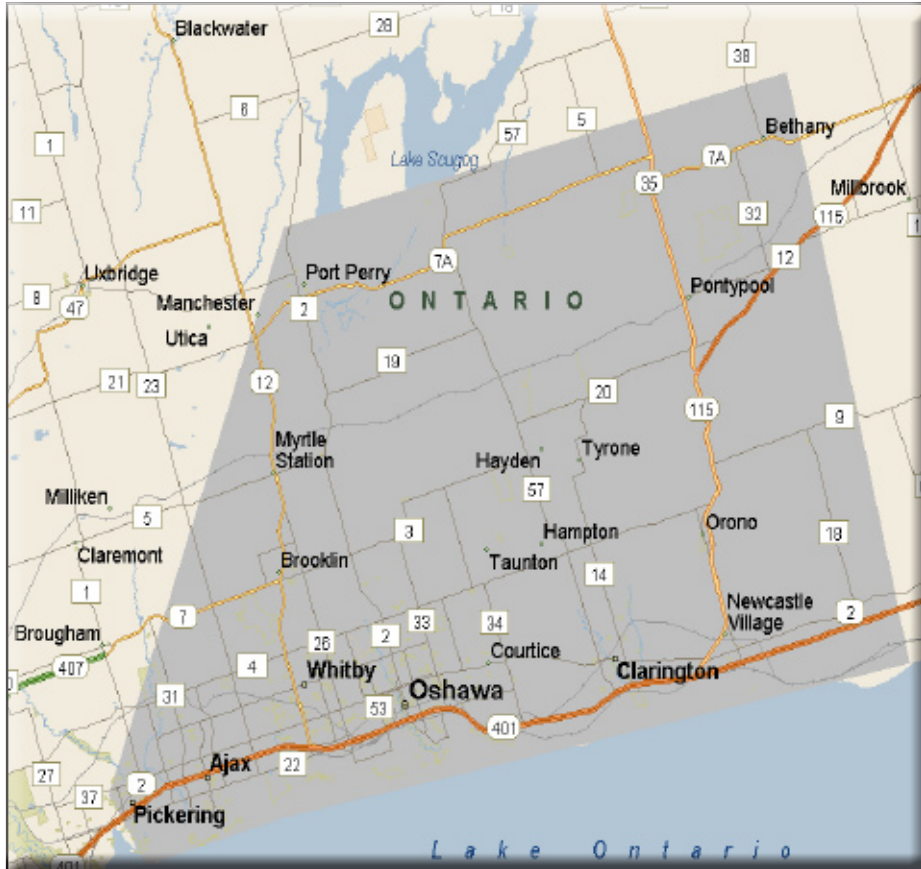 18
Blackwater
28
38
6
1
57
5
Bethany
7A
Lake Scugog
35
Millbrook
11
32
115
7A
12
Uxbridge
Port Perry
8
47
Manchester
2
ONTARIO
Pontypool
Utica
19
21
23
12
20
115
9
Myrtle
Station
Hayden
Tyrone
57
Milliken
5
3
Hampton
Orono
18
Claremont
Brooklin
Taunton
14
1
7
Newcastle
Village
2
Brougham
26
2
33
34
407
4
Whitby
Courtice
Clarington
31
Oshawa
53
401
Ajax
22
27
2
37
Pickering
401
Lake Ontario